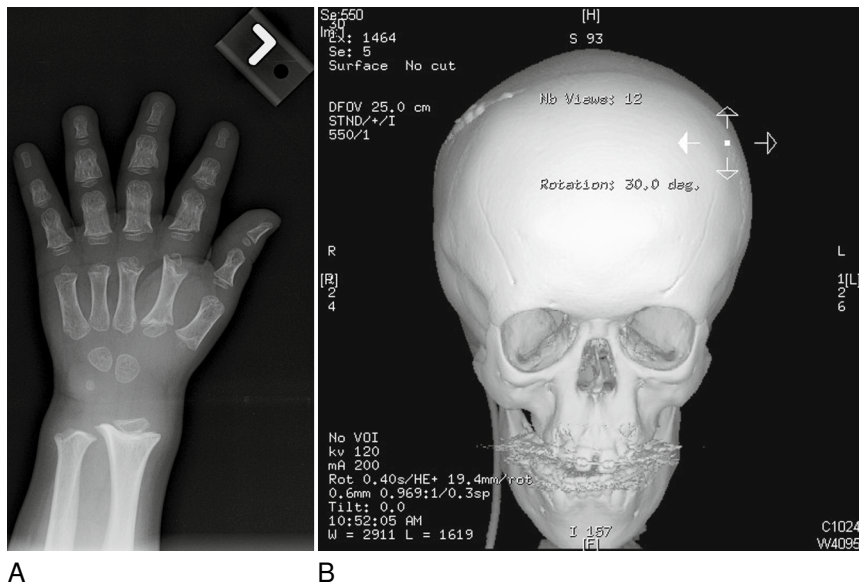 L
Se:550
30
Im:1
Ex: 1464
Se: 5
Surface No cut
[H]
S 93
DFOV 25.0 cm
STND/+/I
550/1
Nb Views: 12
Rotation: 30.0 deg.
R
[R]
2
4
L
1[L]
2
6
No VOI
kv 120
mA 200
Rot 0.40s/HE+ 19.4mm/rot
0.6mm 0.969:1/0.3sp
Tilt: 0.0
10:52:05 AM
W = 2911 L = 1619
I 157
[F]
C1024
W4095
A
B